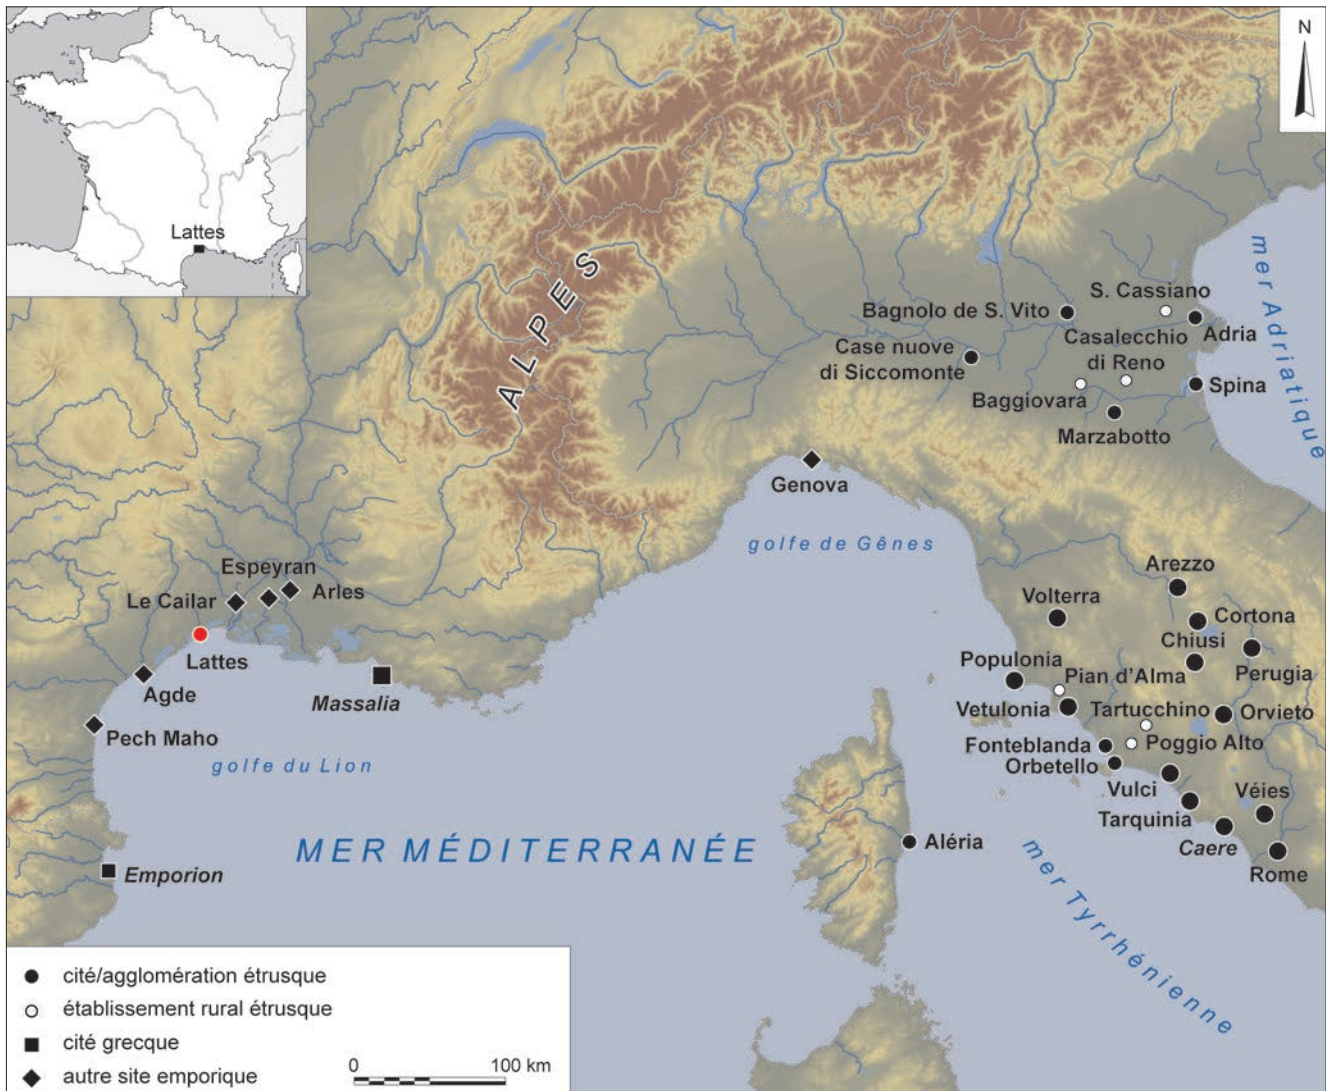 N
Lattes
ALPES
mer Adriatique
S. Cassiano
Bagnolo de S. Vito
Adria
Casalecchio
di Reno
Case nuove
di Siccomonte
Spina
Baggiovara
Marzabotto
Genova
golfe de Gênes
Espeyran
Arles
Le Cailar
Lattes
Agde
Massalia
Pech Maho
golfe du Lion
Emporion
MER MÉDITERRANÉE
Arezzo
Volterra
Cortona
Chiusi
Perugia
Populonia
Pian d'Alma
Vetulonia
Tartucchino
Orvieto
Fonteblanda
Poggio Alto
Orbetello
Vulci
Véies
Tarquinia
Caere
Rome
Aléria
mer Tyrrhénienne
cité/agglomération étrusque
établissement rural étrusque
cité grecque
autre site emporique
0 100 km